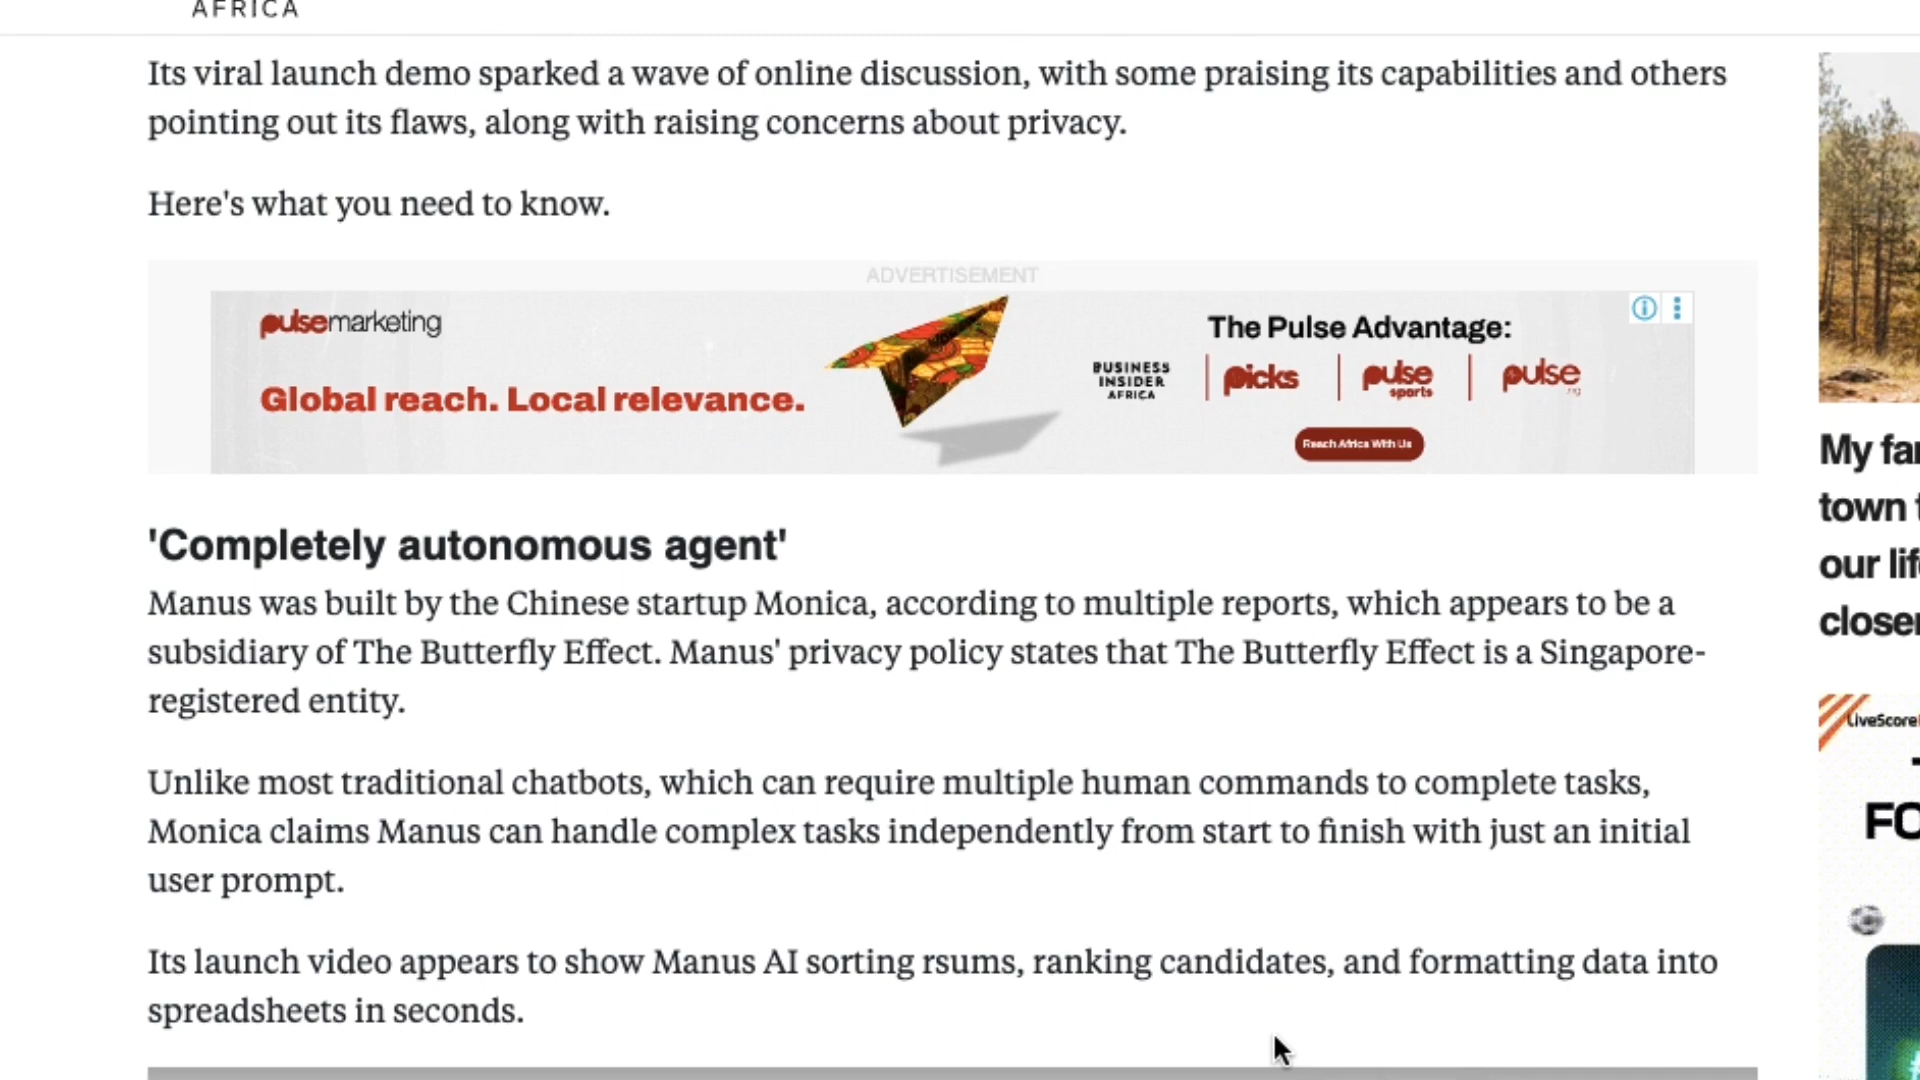 AFRICA
Its viral launch demo sparked a wave of online discussion, with some praising its capabilities and others
pointing out its flaws, along with raising concerns about privacy.
Here's what you need to know.
ADVERTISEMENT
pulsemarketing
Global reach. Local relevance.
The Pulse Advantage:
BUSINESS
INSIDER
AFRICA
picks
pulse
sports
pulse
Reach Africa With Us
'Completely autonomous agent'
Manus was built by the Chinese startup Monica, according to multiple reports, which appears to be a
subsidiary of The Butterfly Effect. Manus' privacy policy states that The Butterfly Effect is a Singapore-
registered entity.
Unlike most traditional chatbots, which can require multiple human commands to complete tasks,
Monica claims Manus can handle complex tasks independently from start to finish with just an initial
user prompt.
Its launch video appears to show Manus AI sorting rsums, ranking candidates, and formatting data into
spreadsheets in seconds.
My
town
our
LiveScore
FO